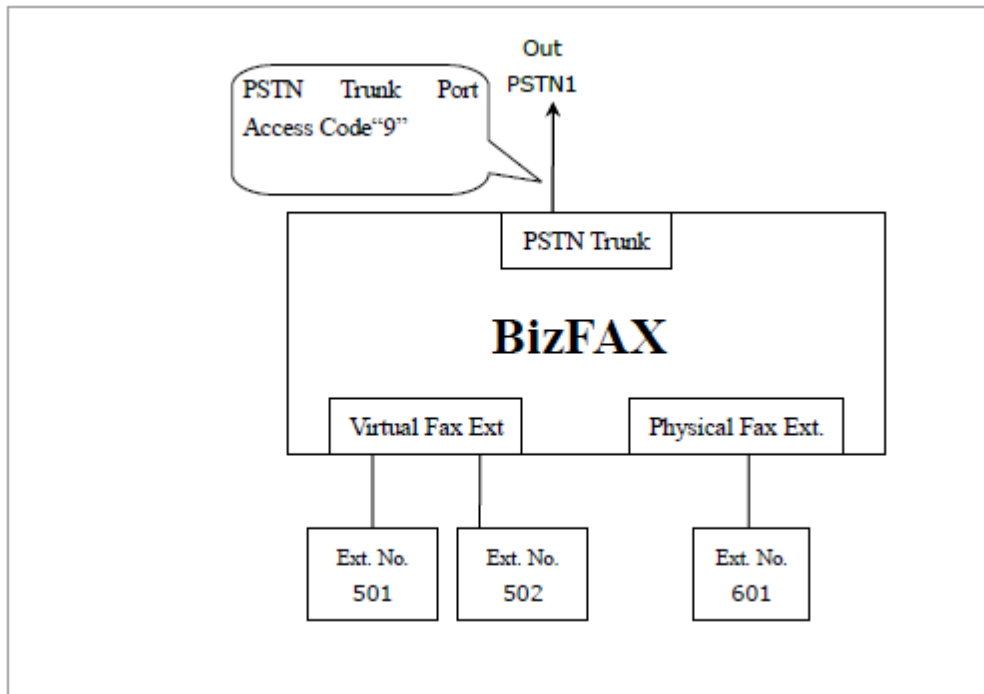 Out
PSTN1
PSTN Trunk Port
Access Code“9”
PSTN Trunk
BizFAX
Virtual Fax Ext
Physical Fax Ext.
Ext. No.
501
Ext. No.
502
Ext. No.
601